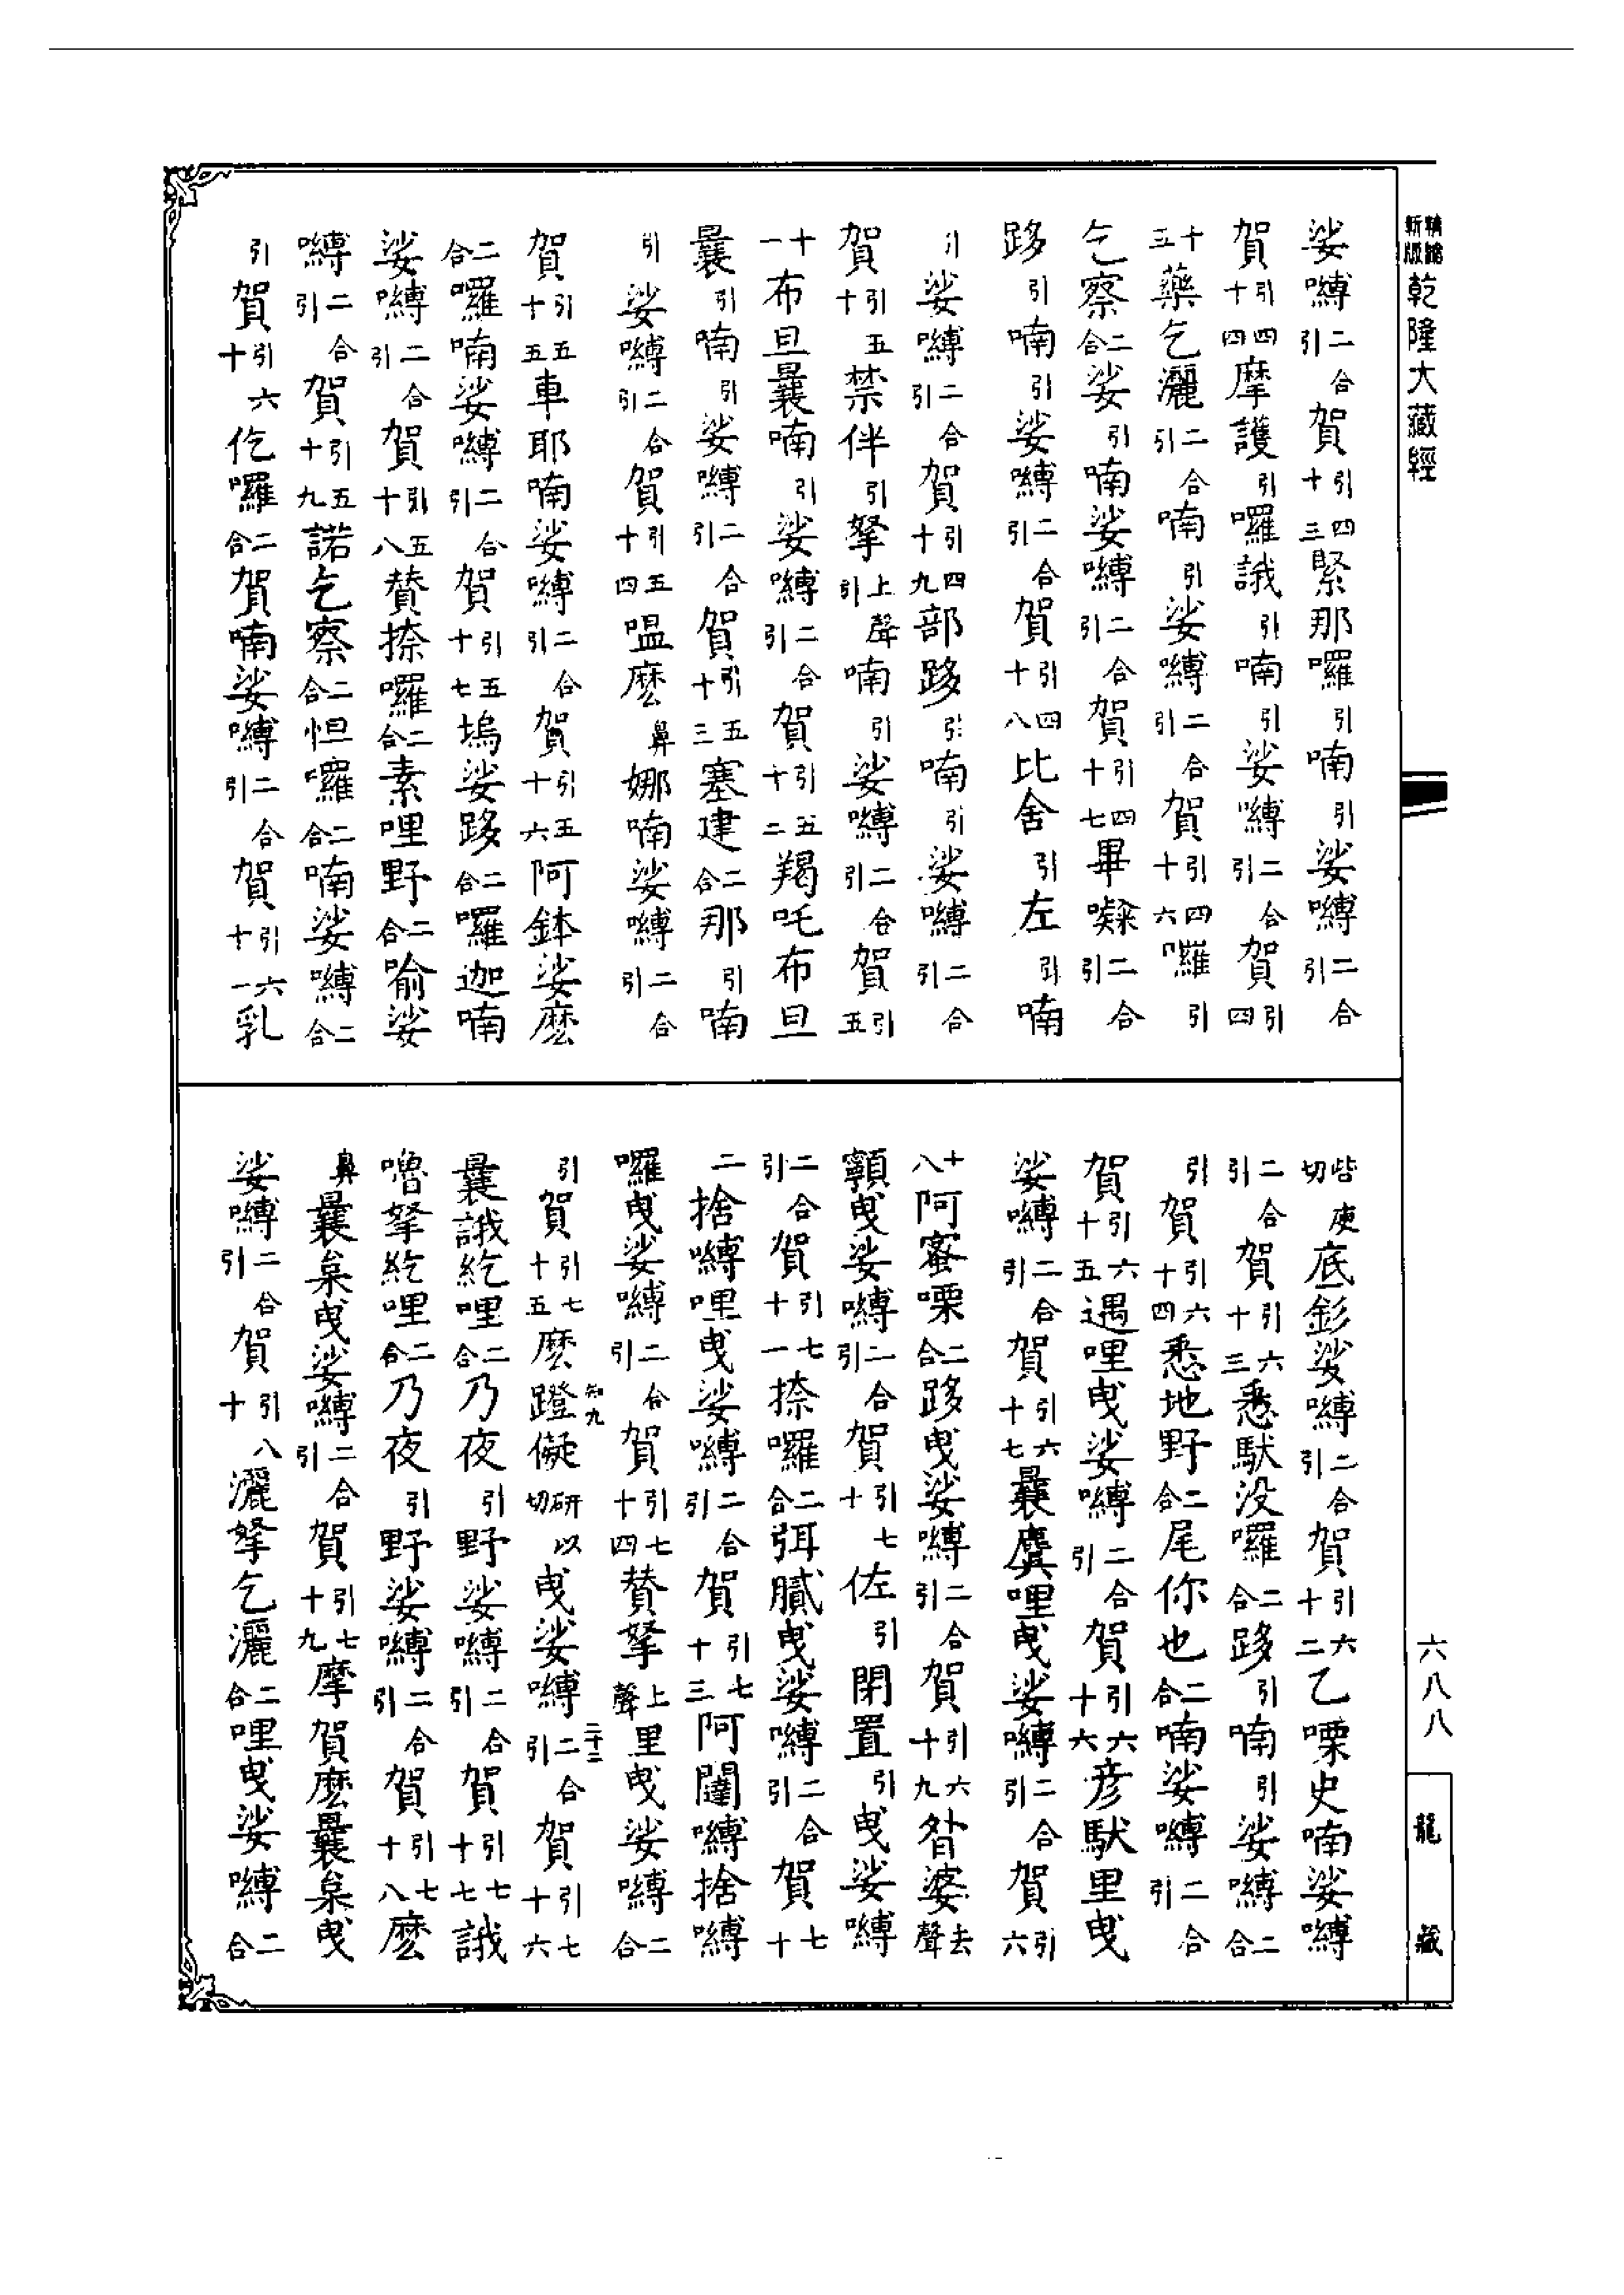 精編新版
乾隆大藏經
娑嚩二合引賀引四十三緊那囉引喃引娑嚩二合引
賀引四十四摩護引囉誐引喃引娑嚩二合引賀引四
十五藥乞灑二合引喃引娑嚩二合引賀引四十六囉引
乞察二合娑引喃娑嚩二合引賀引四十七畢嚟二合引
跢引喃引娑嚩二合引賀引四十八比舍引左引喃
引娑嚩二合引賀引四十九部跢引喃引娑嚩二合引
賀引五十禁伴引拏上聲引喃引娑嚩二合引賀引五
十一布旦曩喃引娑嚩二合引賀引五十二羯吒布旦
曩引喃引娑嚩二合引賀引五十三塞建二合那引喃
引娑嚩二合引賀引五十四嗢麽鼻娜喃娑嚩二合引
賀引五十五車耶喃娑嚩二合引賀引五十六阿鉢娑麽
二合囉喃娑嚩二合引賀引五十七塢娑跢二合囉迦喃
娑嚩二合引賀引五十八贊捺囉二合素哩野二合喻娑
嚩二合引賀引五十九諾乞察二合怛囉二合喃娑嚩二合
引賀引六十仡囉二合賀喃娑嚩二合引賀引六十一乳
呰庾切底釤娑嚩二合引賀引六十二乙㗚史喃娑嚩
二合引賀引六十三悉馱没囉二合跢引喃引娑嚩二合
引賀引六十四悉地野二合尾你也二合喃娑嚩二合引
賀引六十五遇哩曳娑嚩二合引賀引六十六彦馱里曳
娑嚩二合引賀引六十七曩虞哩曳娑嚩二合引賀引六
十八阿蜜㗚二合跢曳娑嚩二合引賀引六十九昝婆去聲
顊曳娑嚩二合引賀引七十佐引閉置引曳娑嚩
二合引賀引七十一捺囉二合弭膩曳娑嚩二合引賀七十
二捨嚩哩曳娑嚩二合引賀引七十三阿闥嚩捨嚩
囉曳娑嚩二合引賀引七十四贊拏上聲里曳娑嚩二合
知九 二十二
引賀引七十五麽蹬儗研以切曳娑嚩二合引賀引七十六
曩誐紇哩二合乃夜引野娑嚩二合引賀引七十七誐
嚕拏紇哩二合乃夜引野娑嚩二合引賀引七十八麽
鼻曩枲曳娑嚩二合引賀引七十九摩賀麽曩枲曳
娑嚩二合引賀引八十灑拏乞灑二合哩曳娑嚩二合
六八八
龍藏